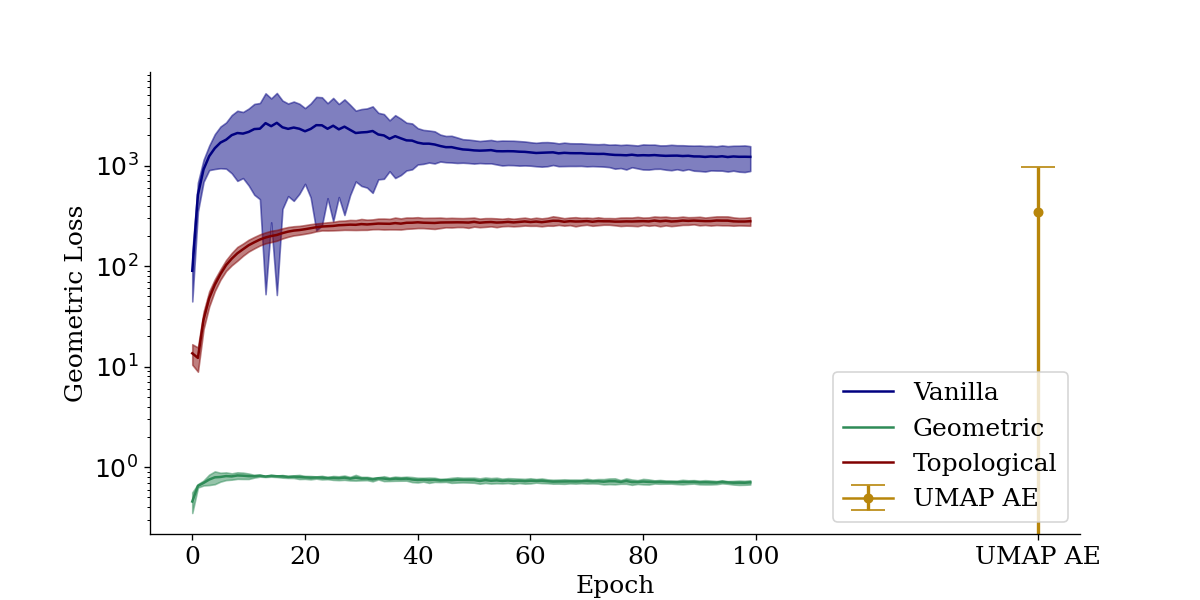 Geometric Loss
10³
10²
10¹
10⁰
Vanilla
Geometric
Topological
UMAP AE
0 20 40 60 80 100 UMAP AE
Epoch